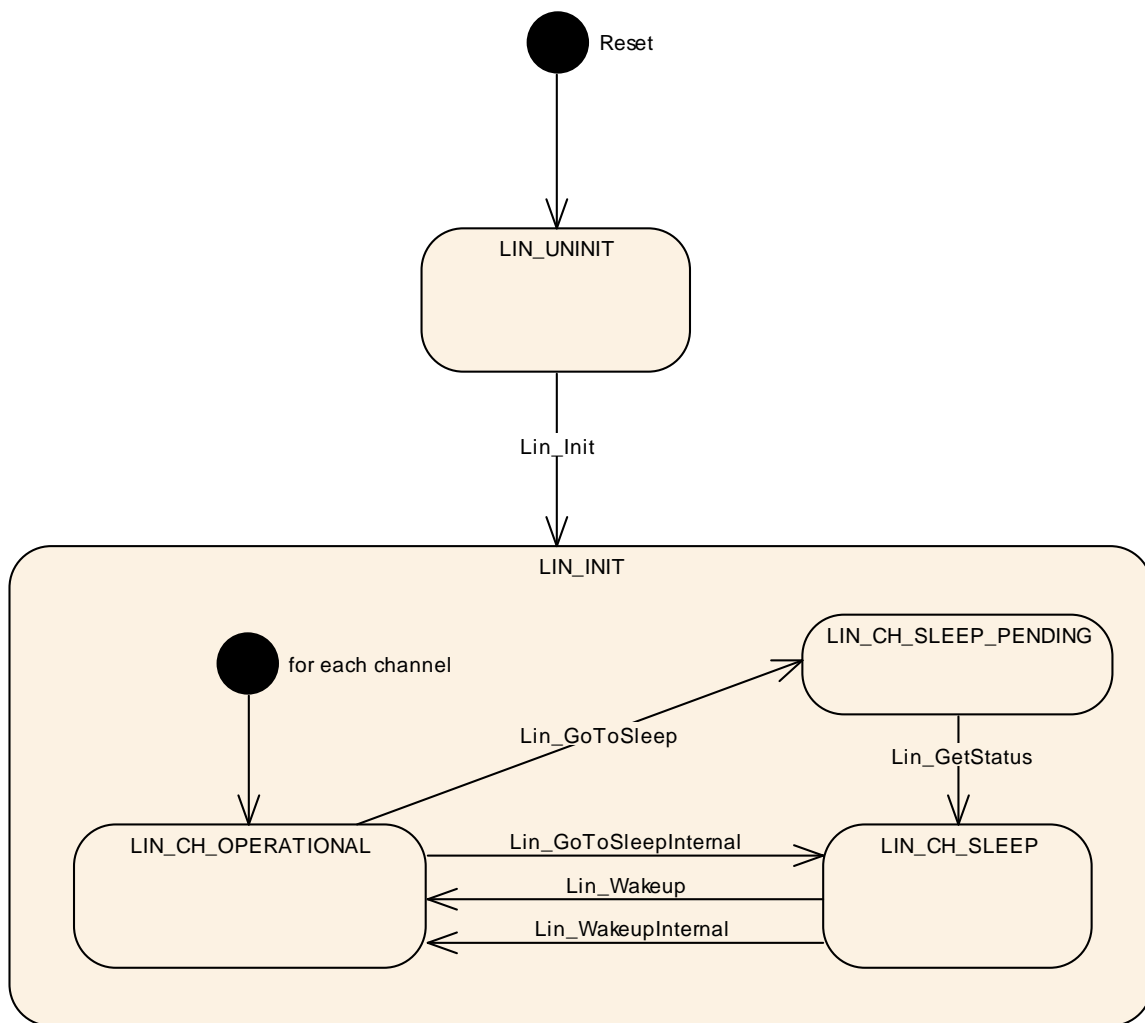 Reset
LIN_UNINIT
Lin_Init
LIN_INIT
LIN_CH_SLEEP_PENDING
for each channel
Lin_GoToSleep
Lin_GetStatus
LIN_CH_OPERATIONAL
Lin_GoToSleepInternal
LIN_CH_SLEEP
Lin_Wakeup
Lin_WakeupInternal